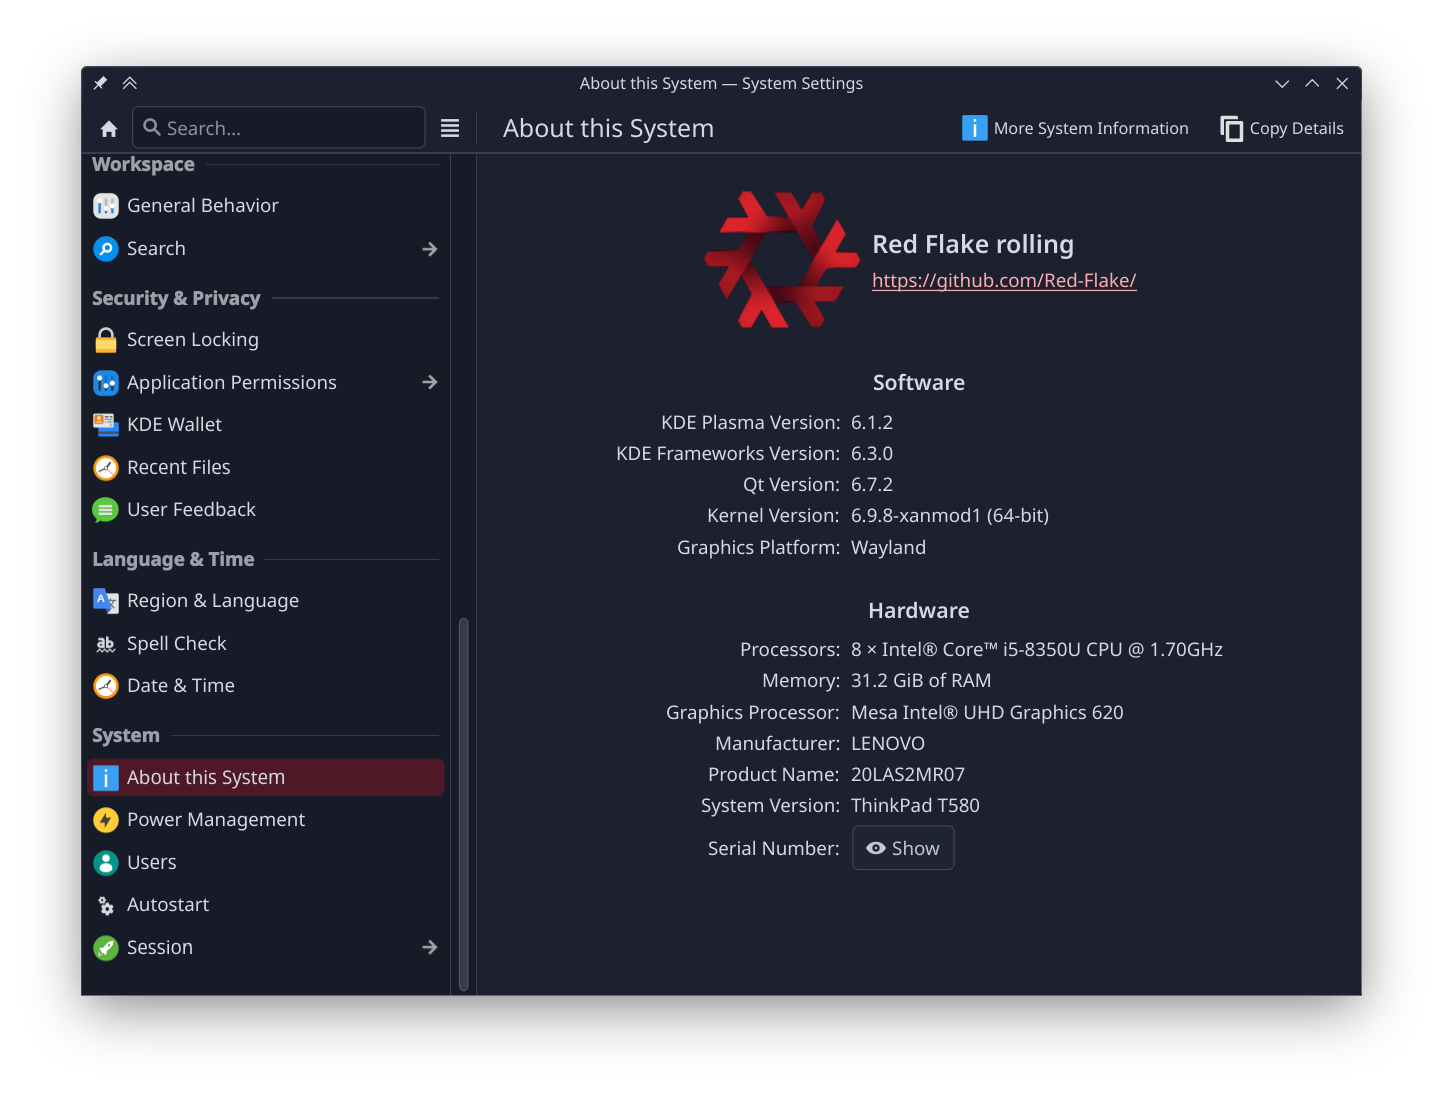 About this System — System Settings
Search...
About this System
More System Information
Copy Details
Workspace
General Behavior
Search
Security & Privacy
Screen Locking
Application Permissions
KDE Wallet
Recent Files
User Feedback
Language & Time
Region & Language
Spell Check
Date & Time
System
About this System
Power Management
Users
Autostart
Session
Red Flake rolling
https://github.com/Red-Flake/
Software
KDE Plasma Version: 6.1.2
KDE Frameworks Version: 6.3.0
Qt Version: 6.7.2
Kernel Version: 6.9.8-xanmod1 (64-bit)
Graphics Platform: Wayland
Hardware
Processors: 8 × Intel® Core™ i5-8350U CPU @ 1.70GHz
Memory: 31.2 GiB of RAM
Graphics Processor: Mesa Intel® UHD Graphics 620
Manufacturer: LENOVO
Product Name: 20LAS2MR07
System Version: ThinkPad T580
Serial Number: Show